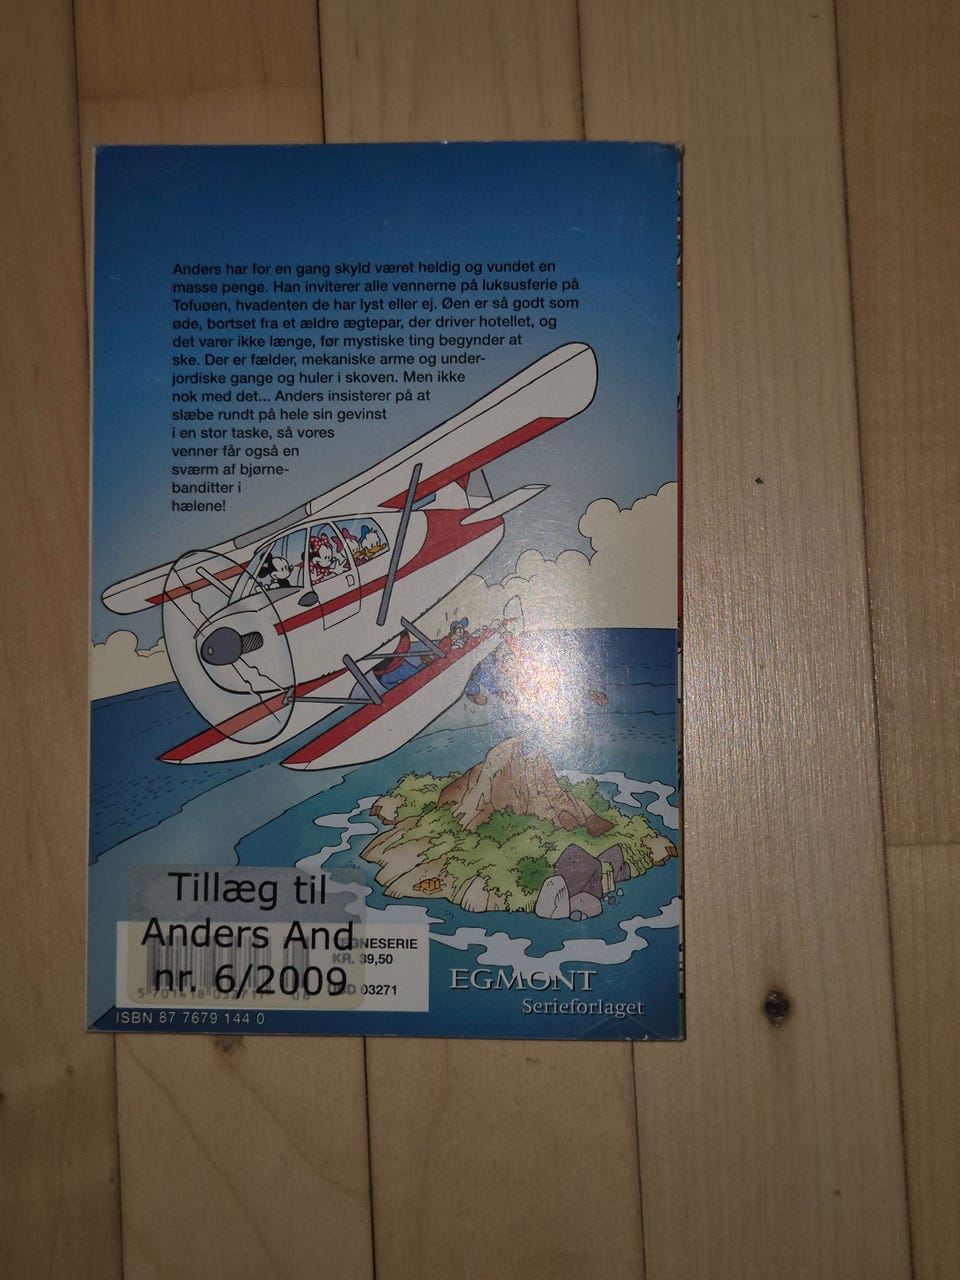 Anders har for en gang skyld været heldig og vundet en
masse penge. Han inviterer alle vennerne på luksusferie på
Tofuøen, hvadenten de har lyst eller ej. Øen er så godt som
øde, bortset fra et ældre ægtepar, der driver hotellet, og
det varer ikke længe, før mystiske ting begynder at
ske. Der er fælder, mekaniske arme og under-
jordiske gange og huler i skoven. Men ikke
nok med det... Anders insisterer på at
slæbe rundt på hele sin gevinst
i en stor taske, så vores
venner får også en
sværm af bjørne-
banditter i
hælene!
Tillæg til
Anders And
nr. 6/2009
KR. 39,50
03271
ISBN 87 7679 144 0
EGMONT
Serieforlaget